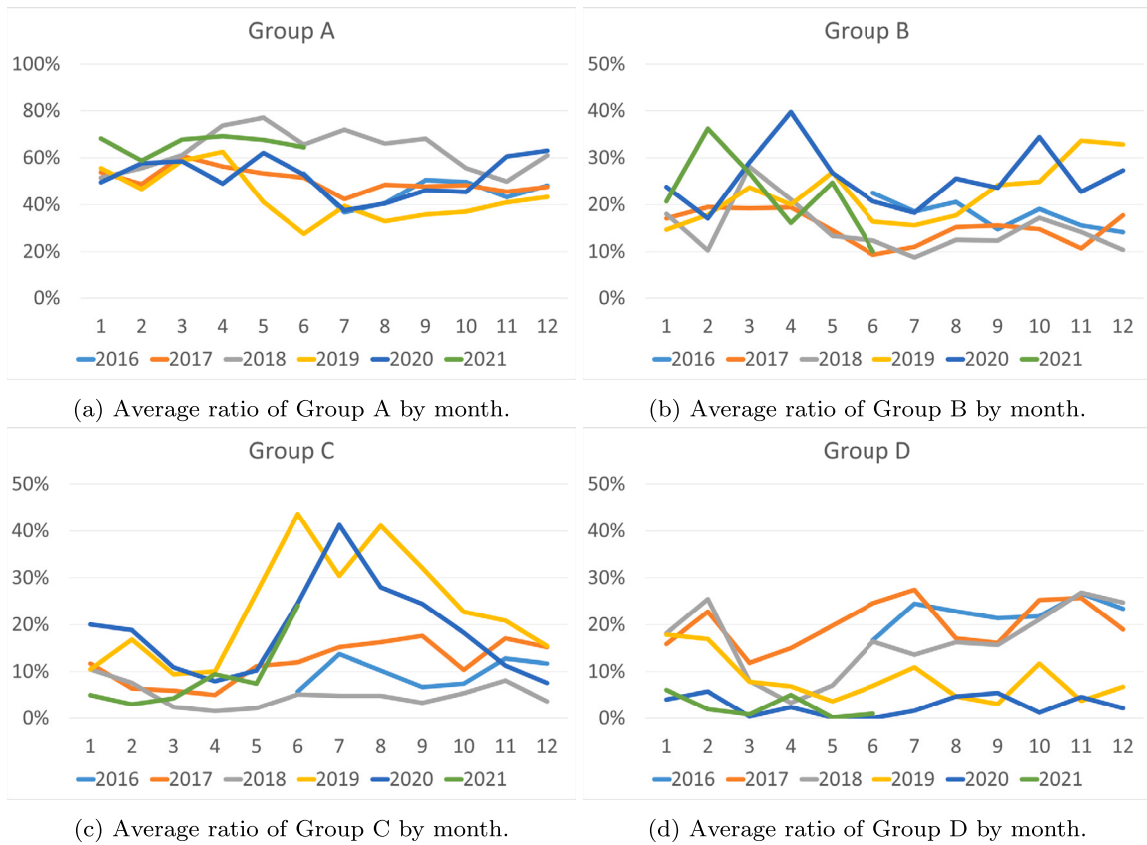 Group A
100%
80%
60%
40%
20%
0%
1 2 3 4 5 6 7 8 9 10 11 12
2016 2017 2018 2019 2020 2021
(a) Average ratio of Group A by month.
Group B
50%
40%
30%
20%
10%
0%
1 2 3 4 5 6 7 8 9 10 11 12
2016 2017 2018 2019 2020 2021
(b) Average ratio of Group B by month.
Group C
50%
40%
30%
20%
10%
0%
1 2 3 4 5 6 7 8 9 10 11 12
2016 2017 2018 2019 2020 2021
(c) Average ratio of Group C by month.
Group D
50%
40%
30%
20%
10%
0%
1 2 3 4 5 6 7 8 9 10 11 12
2016 2017 2018 2019 2020 2021
(d) Average ratio of Group D by month.